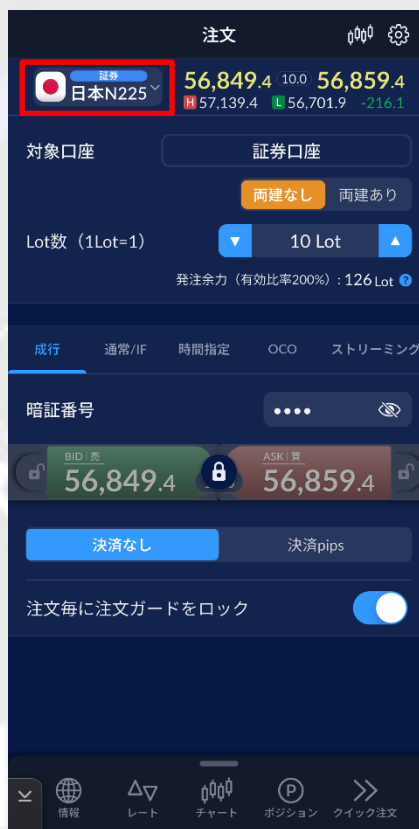 注文
証券
日本N225
56,849.4 10.0 56,859.4
H 57,139.4 L 56,701.9 -216.1
対象口座 証券口座
両建なし 両建あり
Lot数（1Lot=1） 10 Lot
発注余力（有効比率200%）: 126 Lot ?
成行 通常/IF 時間指定 OCO ストリーミング
暗証番号
BID|売 ASK|買
56,849.4 56,859.4
決済なし 決済pips
注文毎に注文ガードをロック
情報 レート チャート P ポジション クイック注文